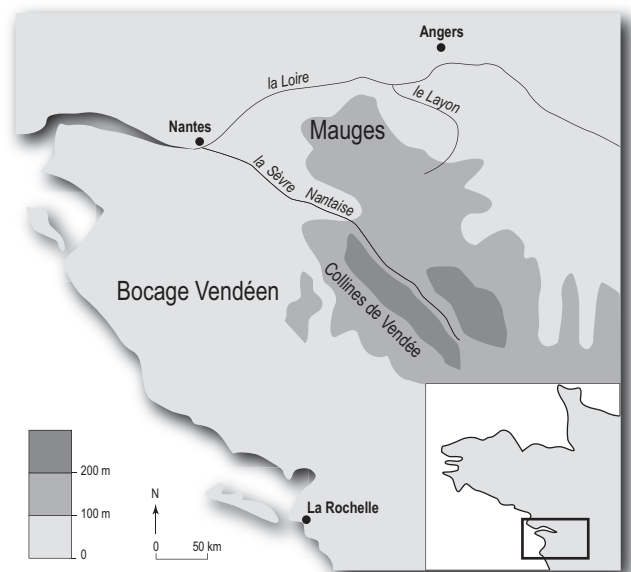 Angers
la Loire
le Layon
Nantes
Mauges
la Sèvre Nantaise
Bocage Vendéen
Collines de Vendée
200 m
100 m
0
N
0 50 km
La Rochelle